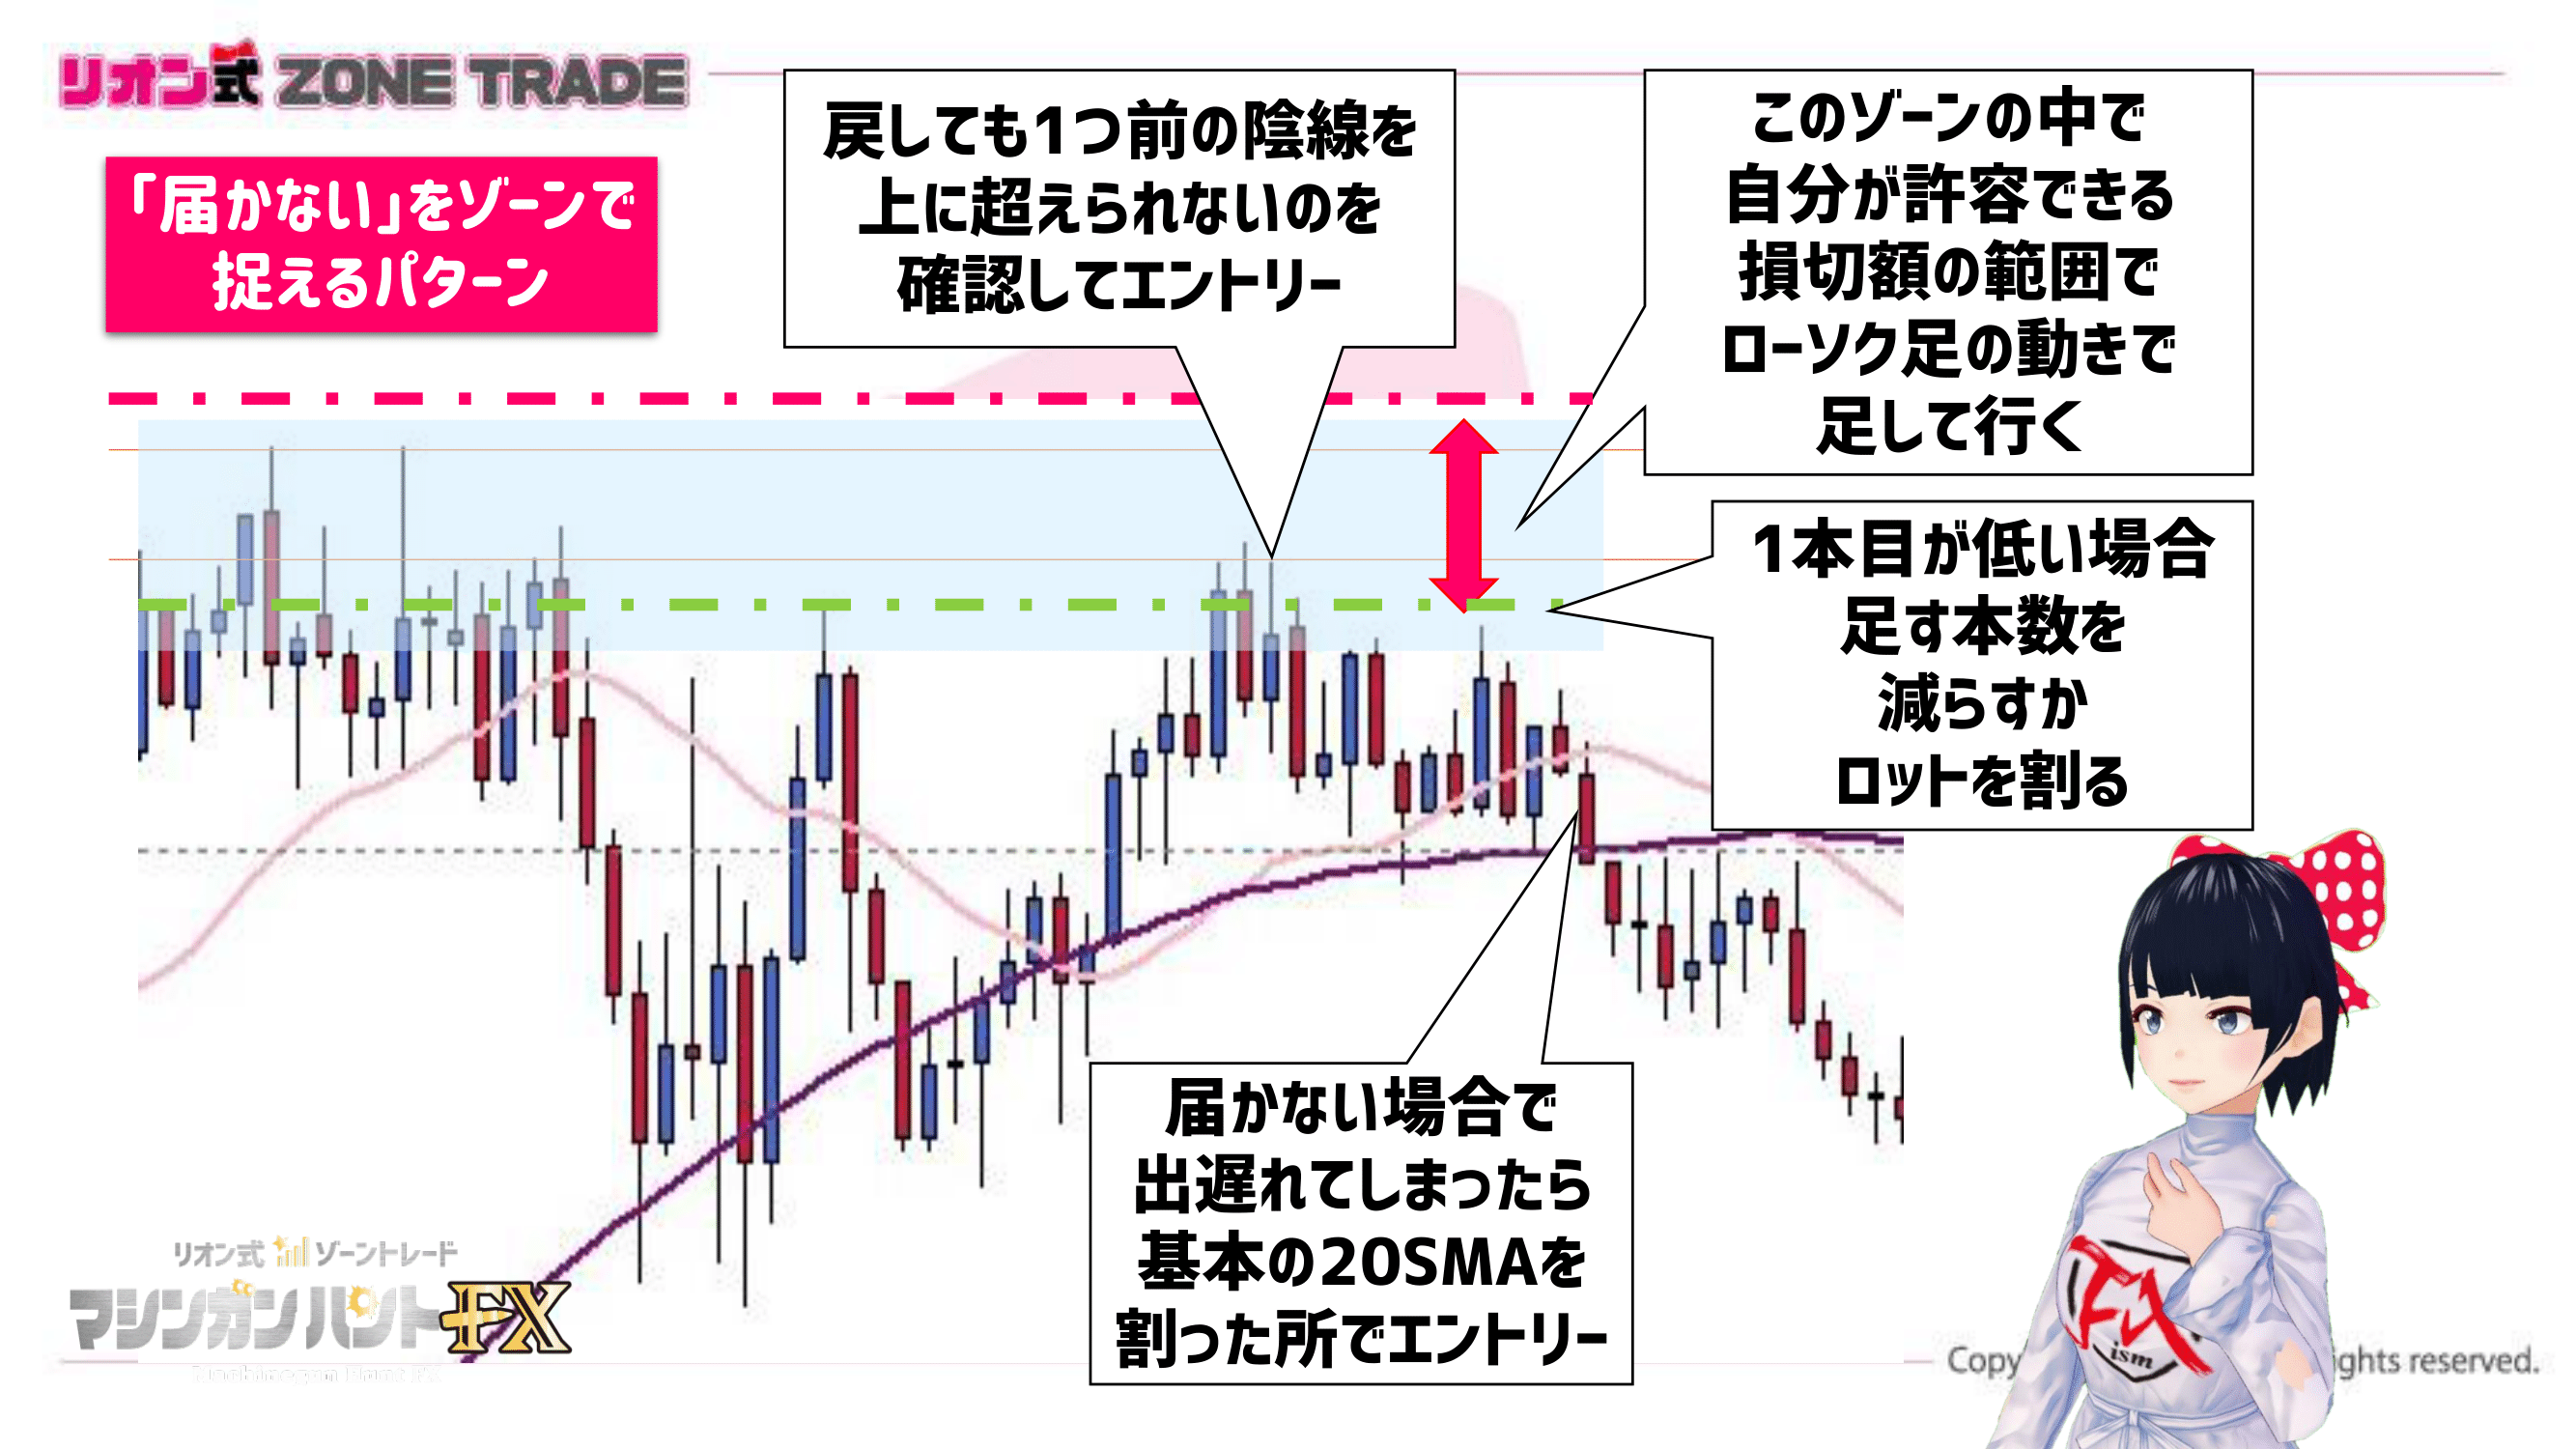 リオン式 ZONE TRADE
「届かない」をゾーンで
捉えるパターン
戻しても1つ前の陰線を
上に超えられないのを
確認してエントリー
このゾーンの中で
自分が許容できる
損切額の範囲で
ローソク足の動きで
足して行く
1本目が低い場合
足す本数を
減らすか
ロットを割る
届かない場合で
出遅れてしまったら
基本の20SMAを
割った所でエントリー
リオン式 ゾーントレード
マシンガンハントFX
FX
ism
Copy
ghts reserved.